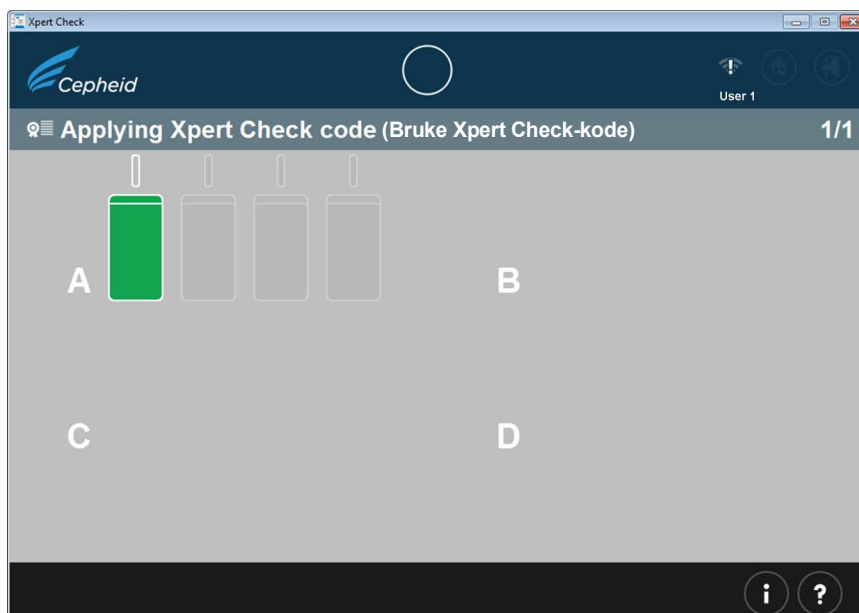 Xpert Check
Cepheid
User 1
Applying Xpert Check code (Bruke Xpert Check-kode) 1/1
A B
C D
i ?